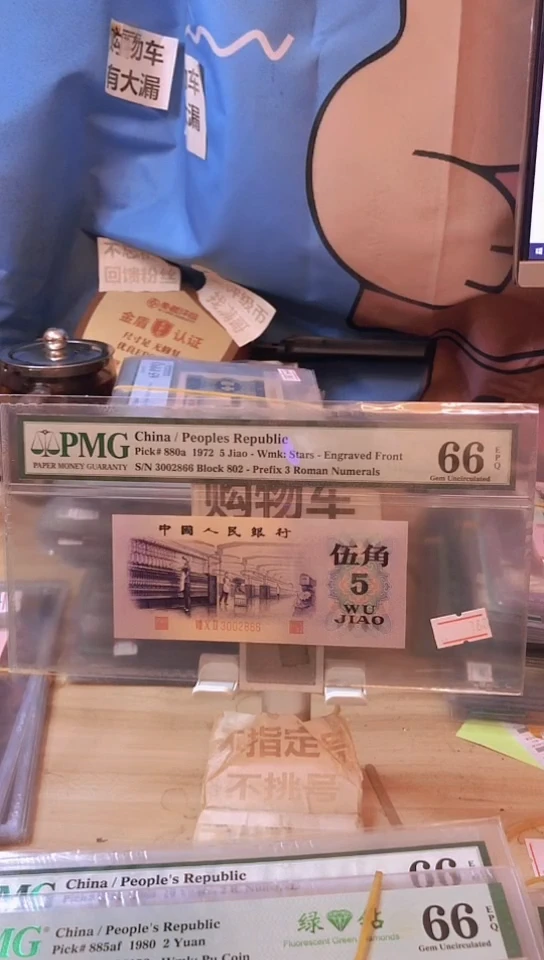 购物车
有大漏
车
漏
回馈粉丝
金盾 认证
PMG
PAPER MONEY GUARANTY
China / Peoples Republic
Pick# 880a 1972 5 Jiao - Wmk: Stars - Engraved Front
S/N 3002866 Block 802 - Prefix 3 Roman Numerals
66
EPQ
Gem Uncirculated
购物车
中國人民銀行
伍角
5
WU
JIAO
3002866
不指定号
不挑号
China / People's Republic
66
China / People's Republic
Pick# 885af 1980 2 Yuan
绿 钻
Fluorescent Green Diamonds
66
EPQ
Gem Uncirculated